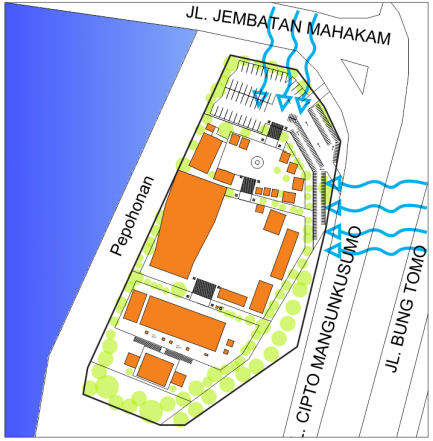 JL. JEMBATAN MAHAKAM
Pepohonan
. CIPTO MANGUNKUSUMO
JL. BUNG TOMO